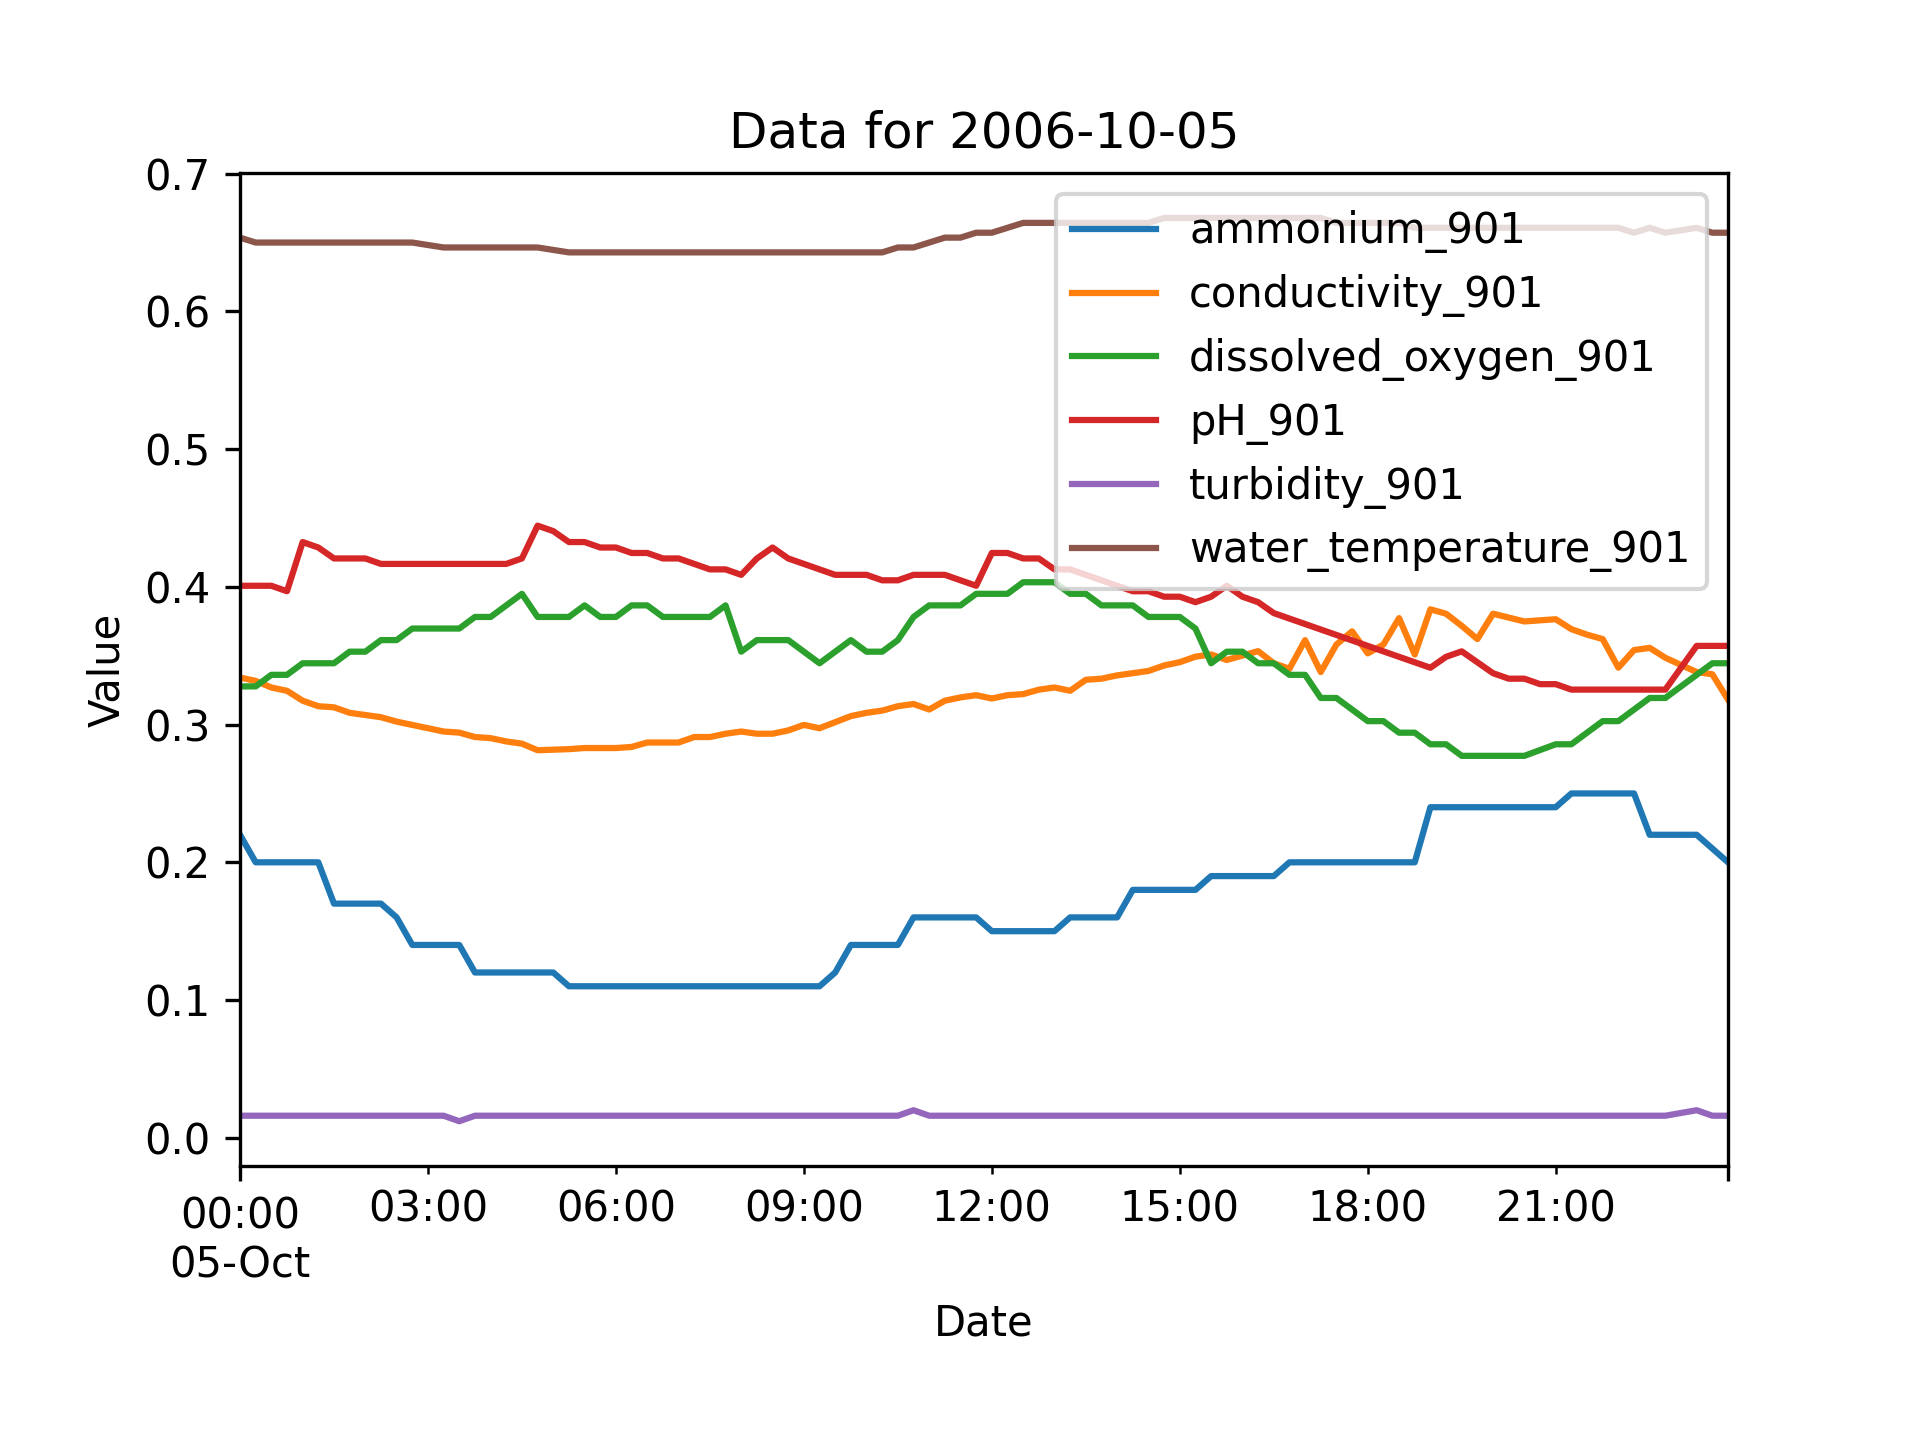 Data for 2006-10-05
0.7
0.6
0.5
0.4
0.3
0.2
0.1
0.0
Value
ammonium_901
conductivity_901
dissolved_oxygen_901
pH_901
turbidity_901
water_temperature_901
00:00 03:00 06:00 09:00 12:00 15:00 18:00 21:00
05-Oct
Date